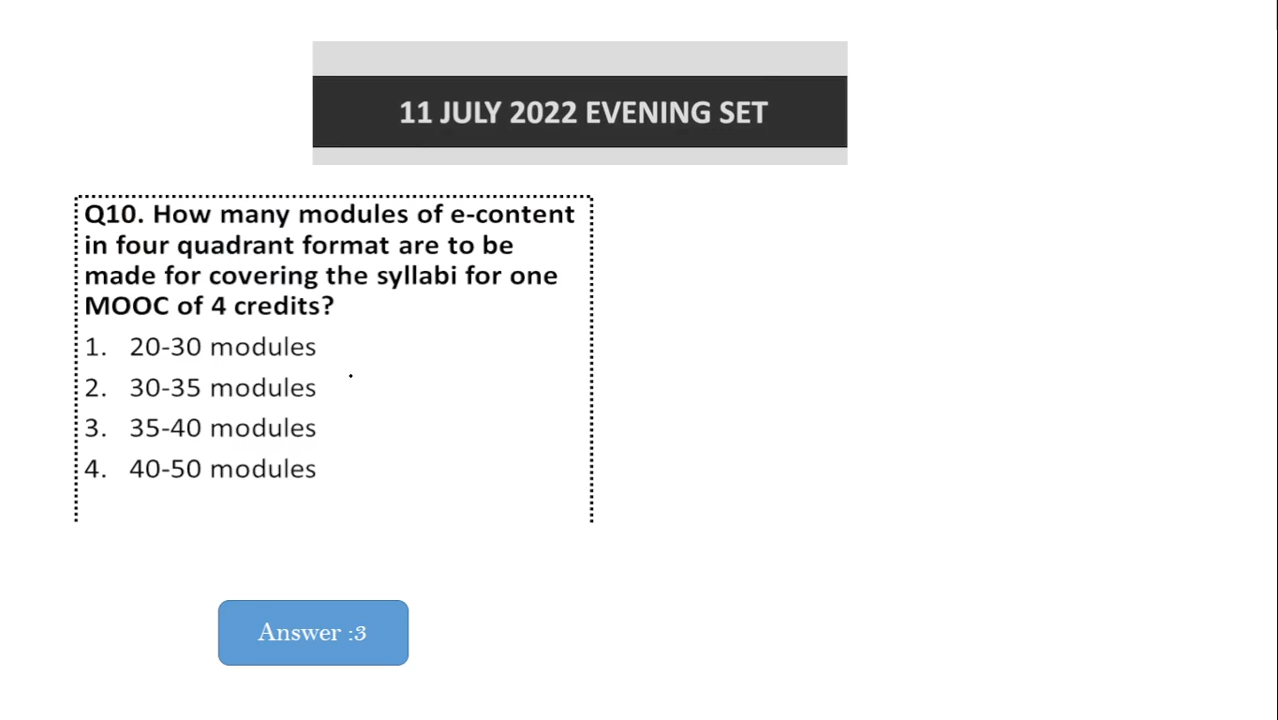 11 JULY 2022 EVENING SET
Q10. How many modules of e-content
in four quadrant format are to be
made for covering the syllabi for one
MOOC of 4 credits?
1. 20-30 modules
2. 30-35 modules
3. 35-40 modules
4. 40-50 modules
Answer :3